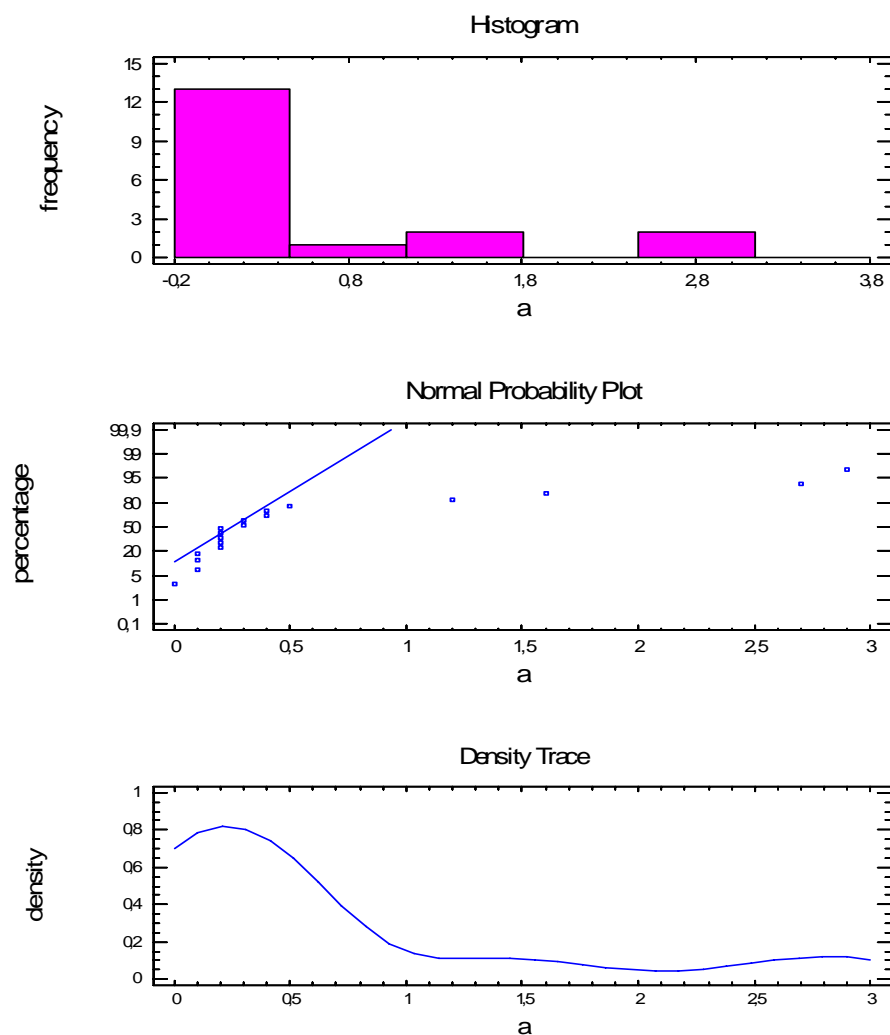 Histogram
frequency
15
12
9
6
3
0
-0,2 0,8 1,8 2,8 3,8
a
Normal Probability Plot
percentage
99,9
99
95
80
50
20
5
1
0,1
0 0,5 1 1,5 2 2,5 3
a
Density Trace
density
1
0,8
0,6
0,4
0,2
0
0 0,5 1 1,5 2 2,5 3
a